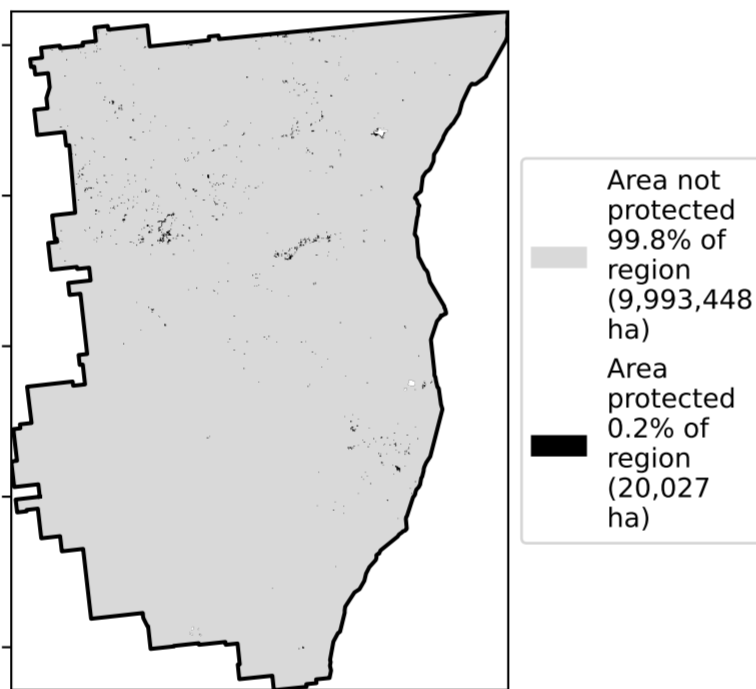 Area not
protected
99.8% of
region
(9,993,448
ha)
Area
protected
0.2% of
region
(20,027
ha)